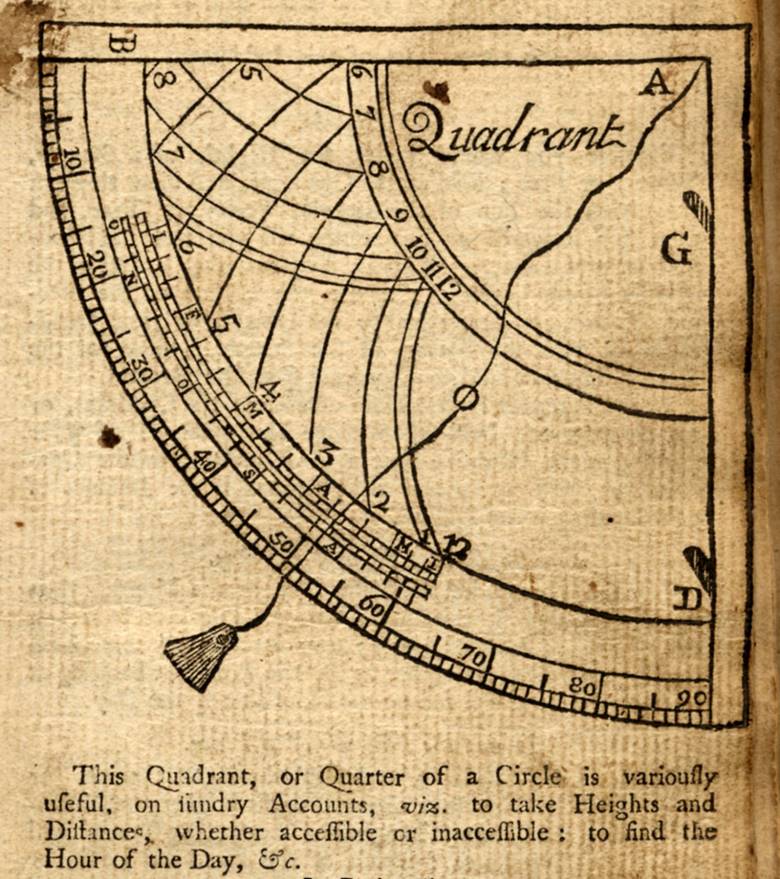 B
A
Quadrant
G
D
8 5 6
7
7
8
9
10 11 12
6
5
4
3
2
1 12
10
20
30
40
50
60
70
80
90
O
N
O
S
A
I
F
M
A
M
I
This Quadrant, or Quarter of a Circle is variouſly
uſeful, on ſundry Accounts, viz. to take Heights and
Diſtances, whether acceſſible or inacceſſible : to find the
Hour of the Day, &c.